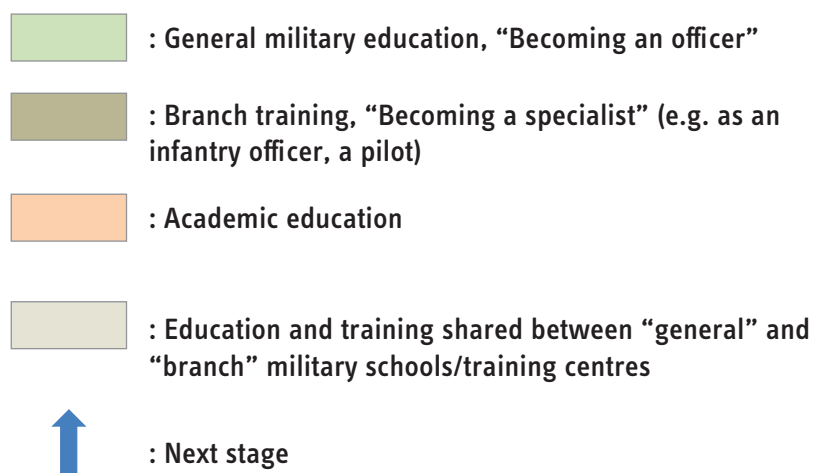 : General military education, “Becoming an officer”
: Branch training, “Becoming a specialist” (e.g. as an
infantry officer, a pilot)
: Academic education
: Education and training shared between “general” and
“branch” military schools/training centres
: Next stage